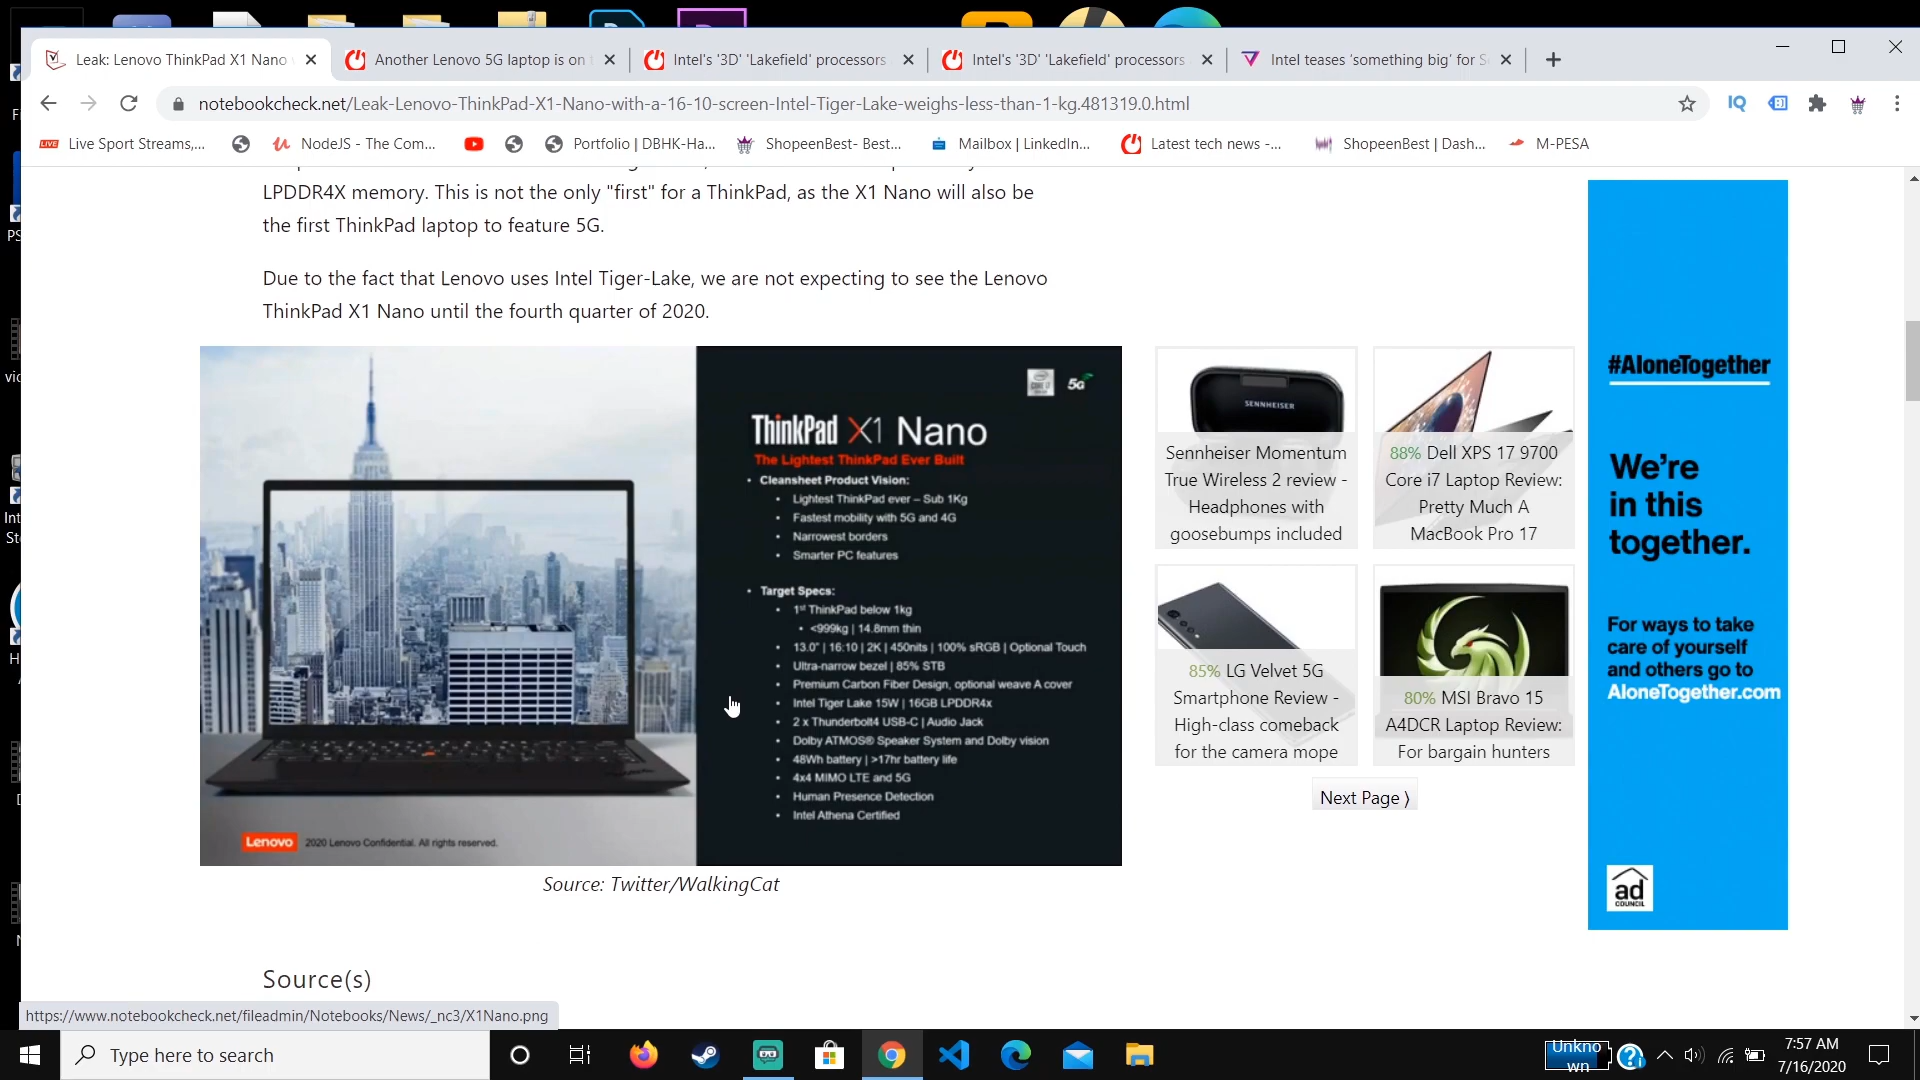 Leak: Lenovo ThinkPad X1 Nano
Another Lenovo 5G laptop is on
Intel's '3D' 'Lakefield' processors
Intel's '3D' 'Lakefield' processors
Intel teases 'something big' for
notebookcheck.net/Leak-Lenovo-ThinkPad-X1-Nano-with-a-16-10-screen-Intel-Tiger-Lake-weighs-less-than-1-kg.481319.0.html
IQ
LIVE Live Sport Streams,...
NodeJS - The Com...
Portfolio | DBHK-Ha...
ShopeenBest- Best...
Mailbox | LinkedIn...
Latest tech news -...
ShopeenBest | Dash...
M-PESA
LPDDR4X memory. This is not the only "first" for a ThinkPad, as the X1 Nano will also be
the first ThinkPad laptop to feature 5G.
Due to the fact that Lenovo uses Intel Tiger-Lake, we are not expecting to see the Lenovo
ThinkPad X1 Nano until the fourth quarter of 2020.
5G
ThinkPad X1 Nano
The Lightest ThinkPad Ever Built
• Cleansheet Product Vision:
• Lightest ThinkPad ever – Sub 1Kg
• Fastest mobility with 5G and 4G
• Narrowest borders
• Smarter PC features
• Target Specs:
• 1st ThinkPad below 1kg
• <999kg | 14.8mm thin
• 13.0" | 16:10 | 2K | 450nits | 100% sRGB | Optional Touch
• Ultra-narrow bezel | 85% STB
• Premium Carbon Fiber Design, optional weave A cover
• Intel Tiger Lake 15W | 16GB LPDDR4x
• 2 x Thunderbolt4 USB-C | Audio Jack
• Dolby ATMOS® Speaker System and Dolby vision
• 48Wh battery | >17hr battery life
• 4x4 MIMO LTE and 5G
• Human Presence Detection
• Intel Athena Certified
Lenovo 2020 Lenovo Confidential. All rights reserved.
Source: Twitter/WalkingCat
SENNHEISER
Sennheiser Momentum
True Wireless 2 review -
Headphones with
goosebumps included
88% Dell XPS 17 9700
Core i7 Laptop Review:
Pretty Much A
MacBook Pro 17
85% LG Velvet 5G
Smartphone Review -
High-class comeback
for the camera mope
80% MSI Bravo 15
A4DCR Laptop Review:
For bargain hunters
Next Page ⟩
#AloneTogether
We're
in this
together.
For ways to take
care of yourself
and others go to
AloneTogether.com
ad
COUNCIL
Source(s)
https://www.notebookcheck.net/fileadmin/Notebooks/News/_nc3/X1Nano.png
Type here to search
Unkno
wn
7:57 AM
7/16/2020